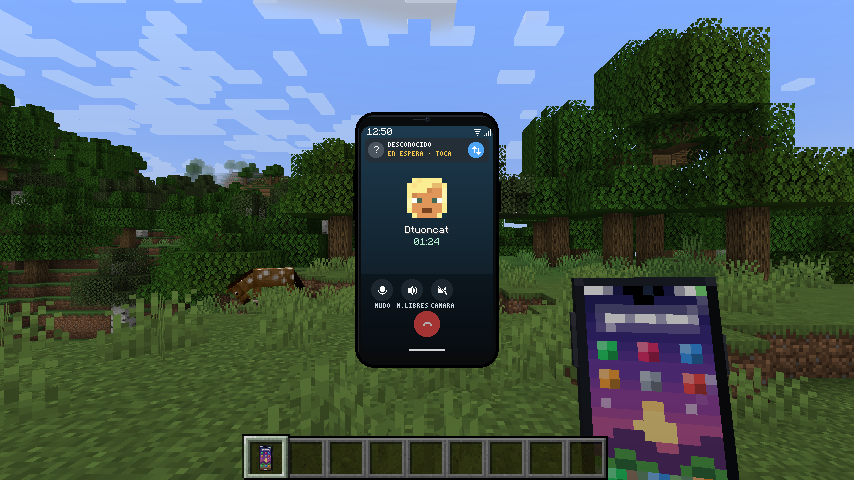 12:50
?
DESCONOCIDO
EN ESPERA · TOCA
Dtuoncat
01:24
MUDO M.LIBRES CAMARA